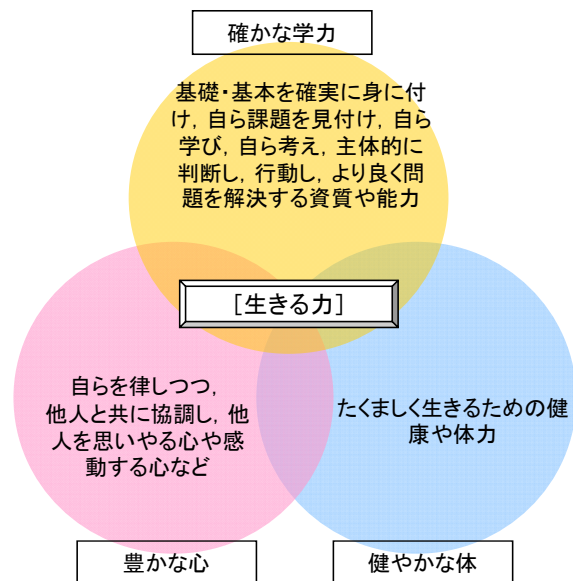 確かな学力
基礎・基本を確実に身に付
け，自ら課題を見付け，自ら
学び，自ら考え，主体的に
判断し，行動し，より良く問
題を解決する資質や能力
［生きる力］
自らを律しつつ，
他人と共に協調し，他
人を思いやる心や感
動する心など
たくましく生きるための健
康や体力
豊かな心
健やかな体